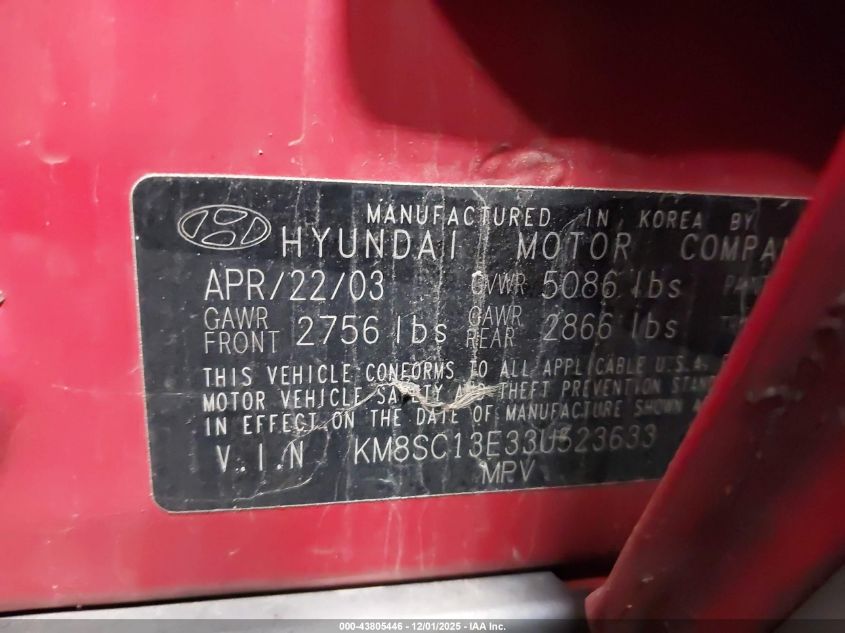 MANUFACTURED IN KOREA BY
HYUNDAI MOTOR COMPA
APR/22/03 GVWR 5086 lbs
GAWR FRONT 2756 lbs GAWR REAR 2866 lbs
THIS VEHICLE CONFORMS TO ALL APPLICABLE U.S.A.
MOTOR VEHICLE SAFETY AND THEFT PREVENTION STAND
IN EFFECT ON THE DATE OF MANUFACTURE SHOWN
V.I.N KM8SC13E33U523633
MPV
000-43805446 - 12/01/2025 - IAA Inc.